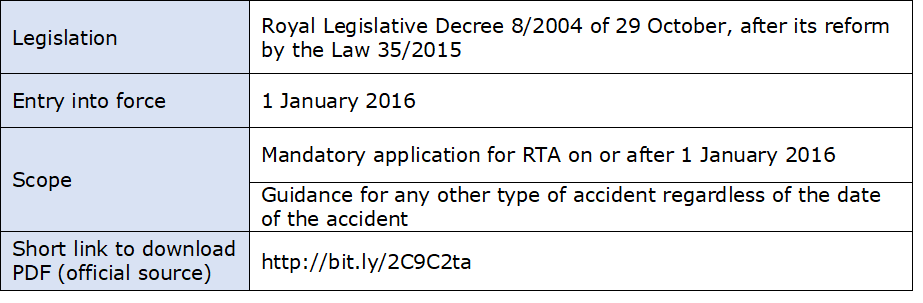 Legislation
Royal Legislative Decree 8/2004 of 29 October, after its reform
by the Law 35/2015
Entry into force
1 January 2016
Scope
Mandatory application for RTA on or after 1 January 2016
Guidance for any other type of accident regardless of the date
of the accident
Short link to download
PDF (official source)
http://bit.ly/2C9C2ta